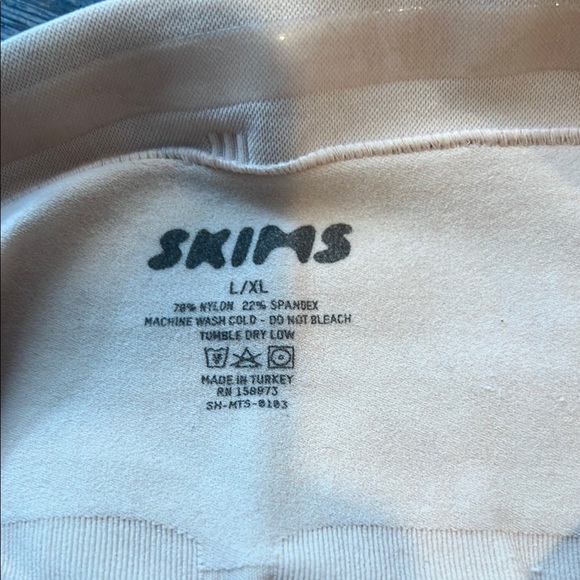 SKIMS
L/XL
78% NYLON 22% SPANDEX
MACHINE WASH COLD - DO NOT BLEACH
TUMBLE DRY LOW
MADE IN TURKEY
RN 158973
SH-MTS-0103